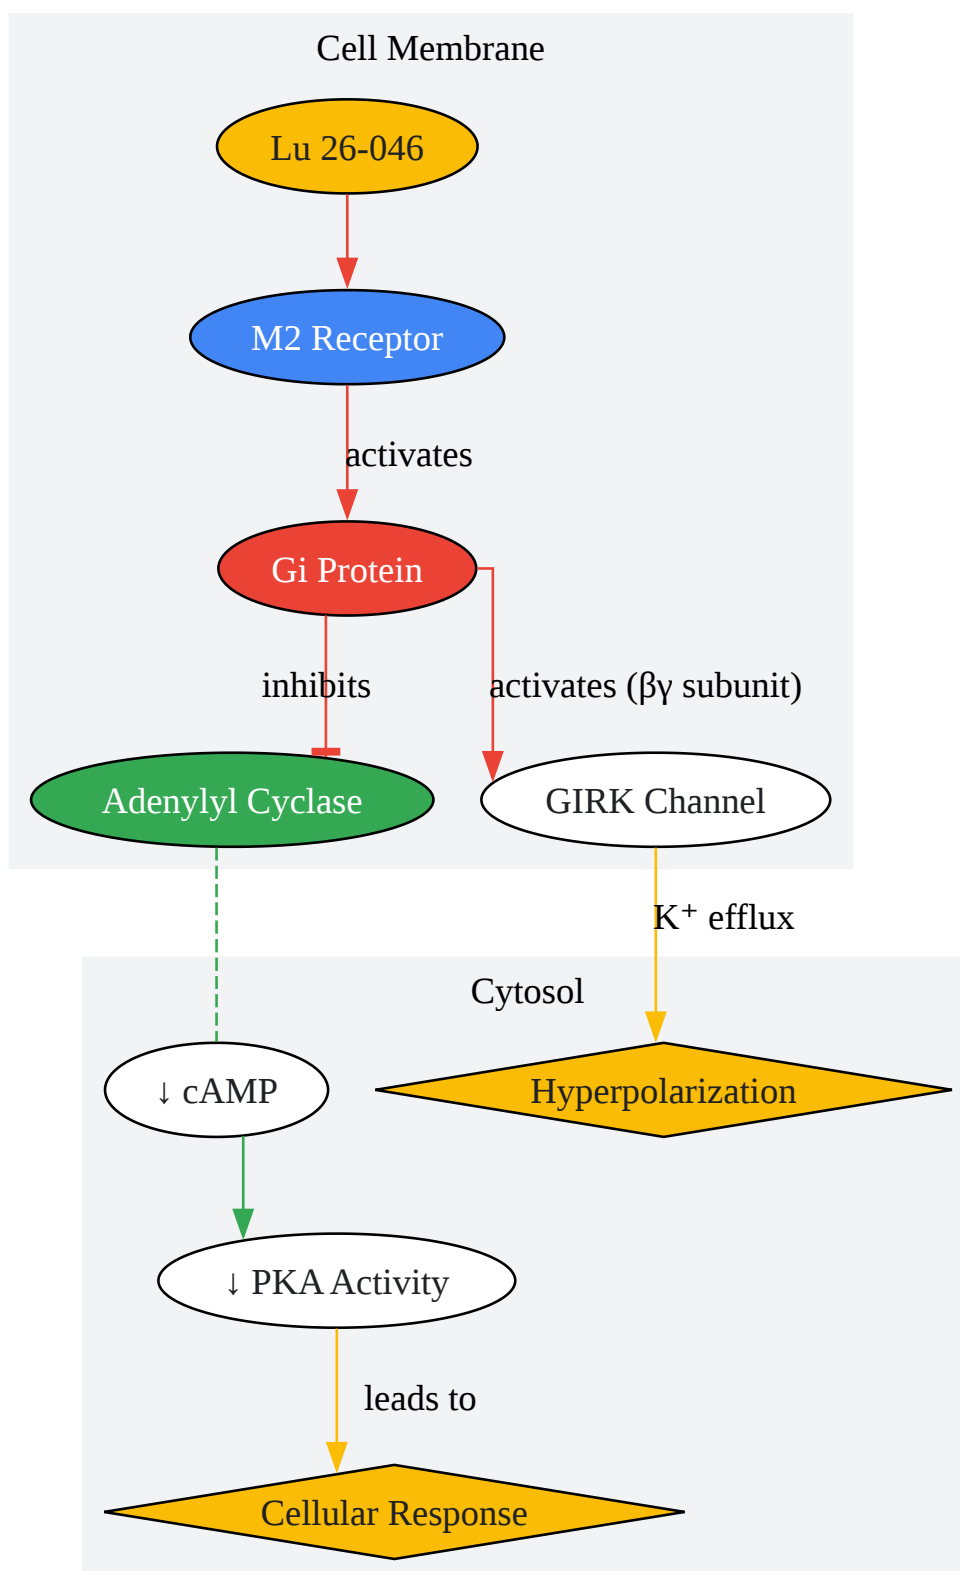 Cell Membrane
Lu 26-046
M2 Receptor
activates
Gi Protein
inhibits
activates (βγ subunit)
Adenylyl Cyclase
GIRK Channel
K⁺ efflux
Cytosol
↓ cAMP
Hyperpolarization
↓ PKA Activity
leads to
Cellular Response